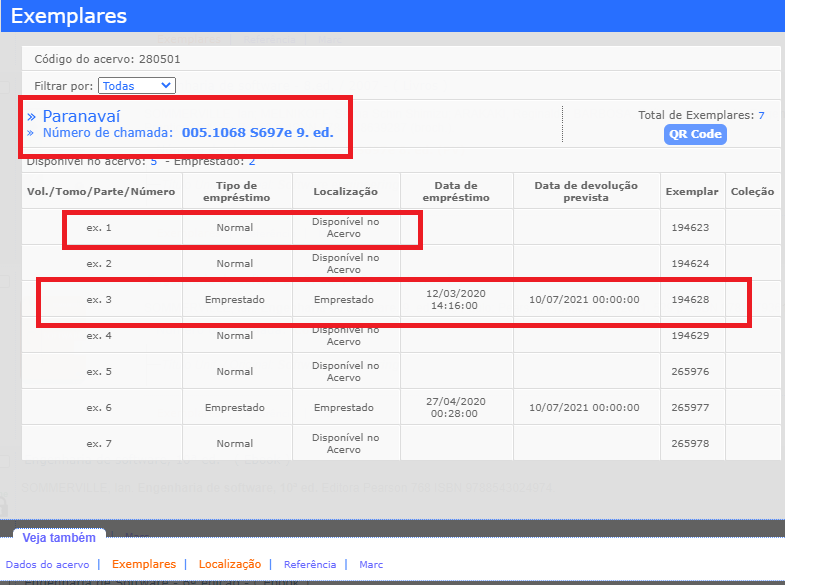 Exemplares
Código do acervo: 280501
Filtrar por: Todas
» Paranavaí
» Número de chamada: 005.1068 S697e 9. ed.
Total de Exemplares: 7
QR Code
Disponível no acervo: 5 - Emprestado: 2
Vol./Tomo/Parte/Número Tipo de empréstimo Localização Data de empréstimo Data de devolução prevista Exemplar Coleção
ex. 1 Normal Disponível no Acervo 194623
ex. 2 Normal Disponível no Acervo 194624
ex. 3 Emprestado Emprestado 12/03/2020 14:16:00 10/07/2021 00:00:00 194628
ex. 4 Normal Disponível no Acervo 194629
ex. 5 Normal Disponível no Acervo 265976
ex. 6 Emprestado Emprestado 27/04/2020 00:28:00 10/07/2021 00:00:00 265977
ex. 7 Normal Disponível no Acervo 265978
Veja também
Dados do acervo | Exemplares | Localização | Referência | Marc